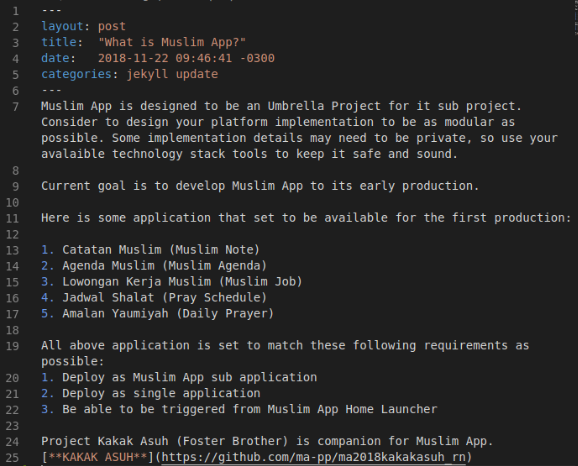 1 ---
2 layout: post
3 title:  "What is Muslim App?"
4 date:   2018-11-22 09:46:41 -0300
5 categories: jekyll update
6 ---
7 Muslim App is designed to be an Umbrella Project for it sub project.
Consider to design your platform implementation to be as modular as
possible. Some implementation details may need to be private, so use your
avalaible technology stack tools to keep it safe and sound.
8
9 Current goal is to develop Muslim App to its early production.
10
11 Here is some application that set to be available for the first production:
12
13 1. Catatan Muslim (Muslim Note)
14 2. Agenda Muslim (Muslim Agenda)
15 3. Lowongan Kerja Muslim (Muslim Job)
16 4. Jadwal Shalat (Pray Schedule)
17 5. Amalan Yaumiyah (Daily Prayer)
18
19 All above application is set to match these following requirements as
possible:
20 1. Deploy as Muslim App sub application
21 2. Deploy as single application
22 3. Be able to be triggered from Muslim App Home Launcher
23
24 Project Kakak Asuh (Foster Brother) is companion for Muslim App.
25 [**KAKAK ASUH**](https://github.com/ma-pp/ma2018kakakasuh_rn)